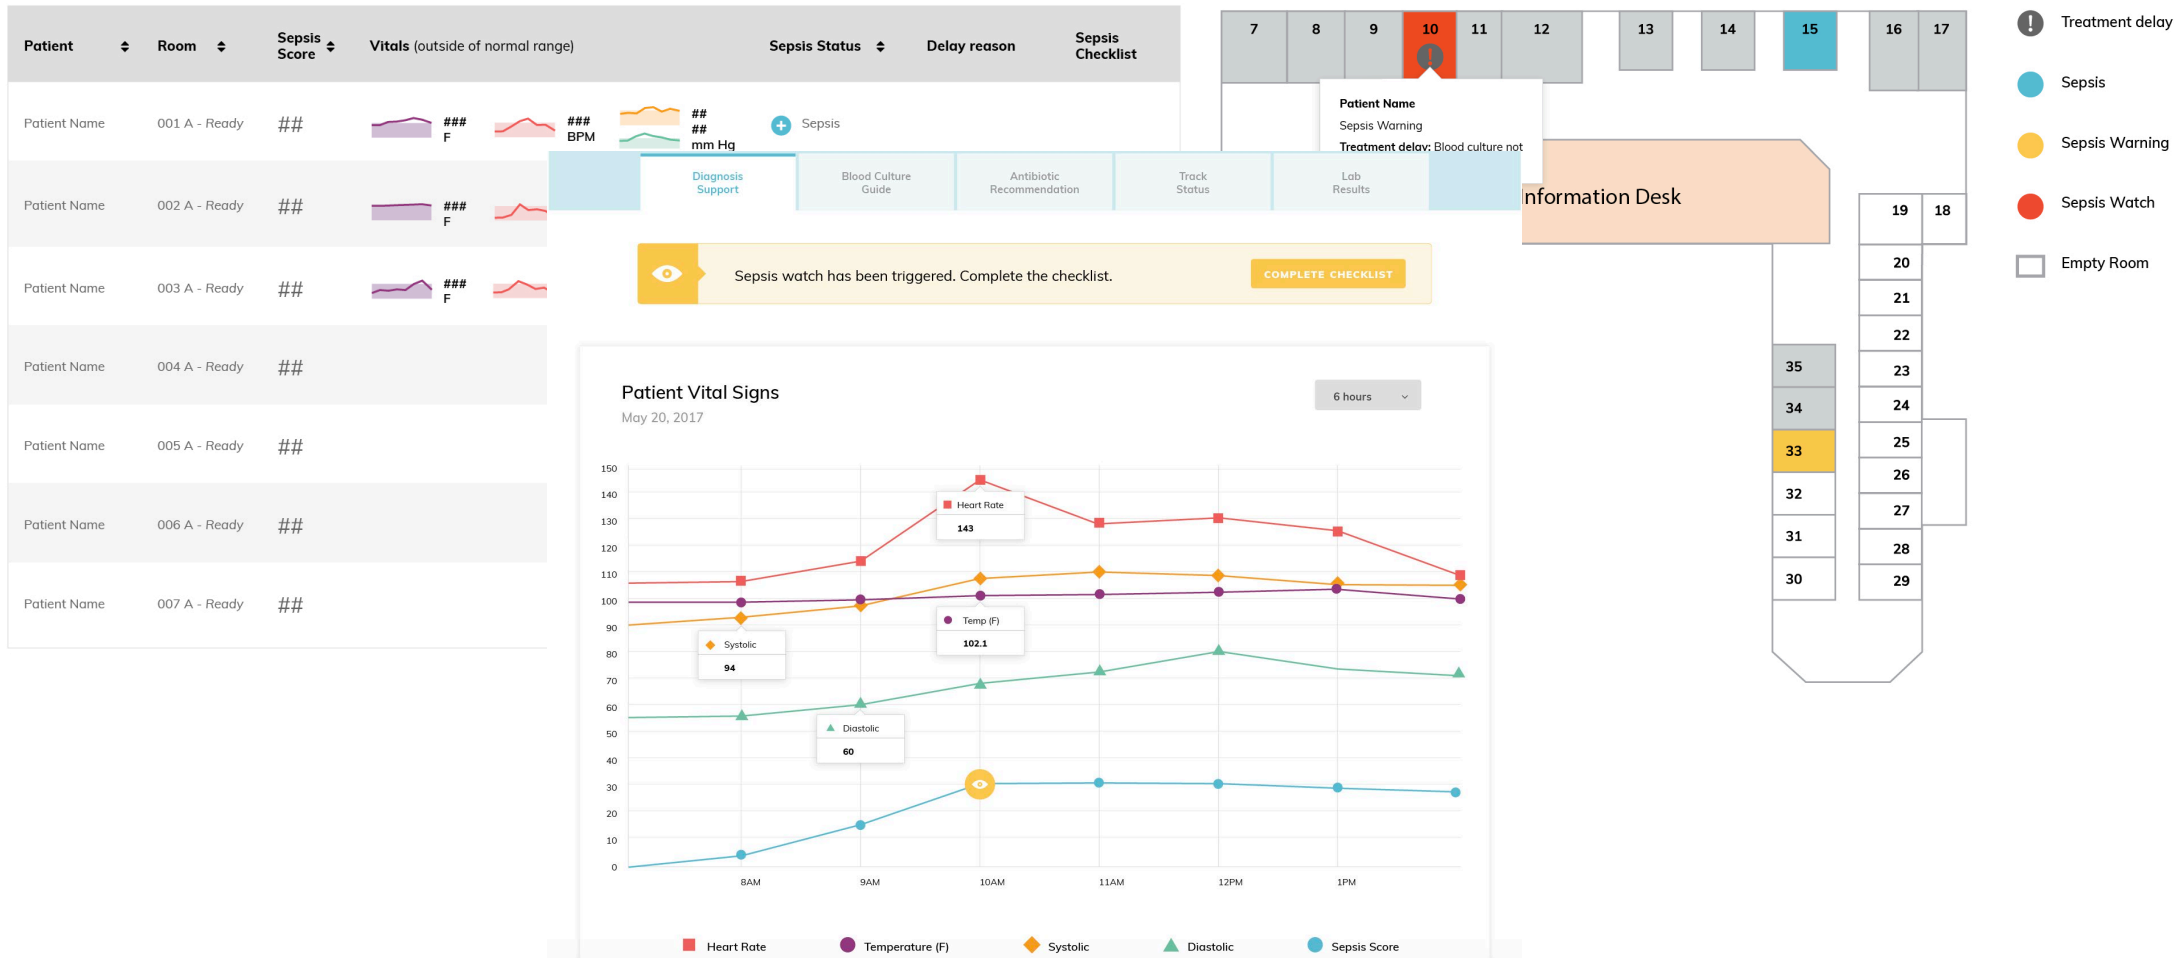 Patient
Room
Sepsis
Score
Vitals (outside of normal range)
Sepsis Status
Delay reason
Sepsis
Checklist
Patient Name
001 A - Ready
##
###
F
###
BPM
##
##
mm Hg
Sepsis
Patient Name
002 A - Ready
##
###
F
Patient Name
003 A - Ready
##
###
F
Patient Name
004 A - Ready
##
Patient Name
005 A - Ready
##
Patient Name
006 A - Ready
##
Patient Name
007 A - Ready
##
Diagnosis
Support
Blood Culture
Guide
Antibiotic
Recommendation
Track
Status
Lab
Results
Sepsis watch has been triggered. Complete the checklist.
COMPLETE CHECKLIST
Patient Vital Signs
May 20, 2017
6 hours
150
140
130
120
110
100
90
80
70
60
50
40
30
20
10
0
Heart Rate
143
Temp (F)
102.1
Systolic
94
Diastolic
60
8AM
9AM
10AM
11AM
12PM
1PM
Heart Rate
Temperature (F)
Systolic
Diastolic
Sepsis Score
7
8
9
10
!
11
12
13
14
15
16
17
Patient Name
Sepsis Warning
Treatment delay: Blood culture not
Information Desk
19
18
20
21
22
23
24
25
26
27
28
29
35
34
33
32
31
30
!
Treatment delay
Sepsis
Sepsis Warning
Sepsis Watch
Empty Room